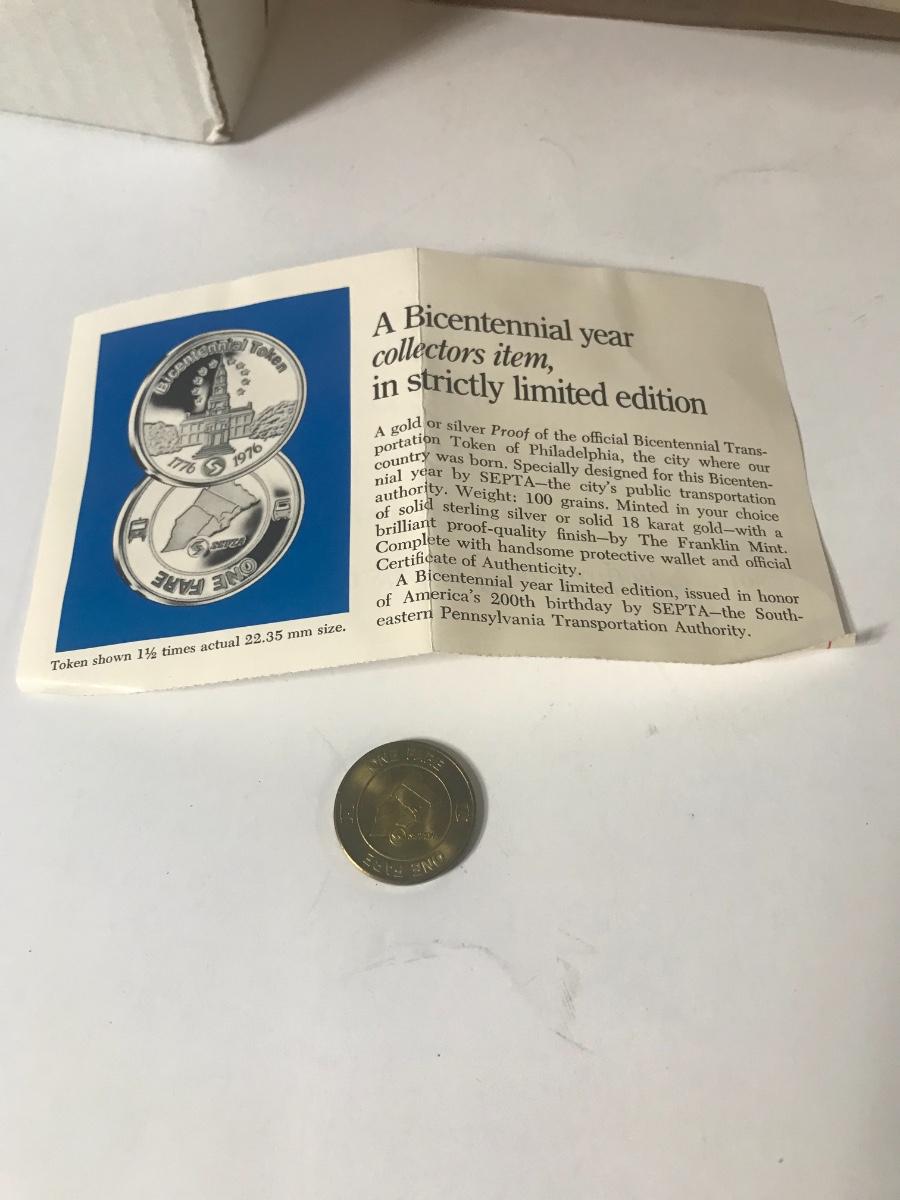 Bicentennial Token
1776 S 1976
SEPTA
ONE FARE
Token shown 1½ times actual 22.35 mm size.
A Bicentennial year
collectors item,
in strictly limited edition
A gold or silver Proof of the official Bicentennial Trans-
portation Token of Philadelphia, the city where our
country was born. Specially designed for this Bicenten-
nial year by SEPTA—the city's public transportation
authority. Weight: 100 grains. Minted in your choice
of solid sterling silver or solid 18 karat gold—with a
brilliant proof-quality finish—by The Franklin Mint.
Complete with handsome protective wallet and official
Certificate of Authenticity.
A Bicentennial year limited edition, issued in honor
of America's 200th birthday by SEPTA—the South-
eastern Pennsylvania Transportation Authority.
ONE FARE
ONE FARE